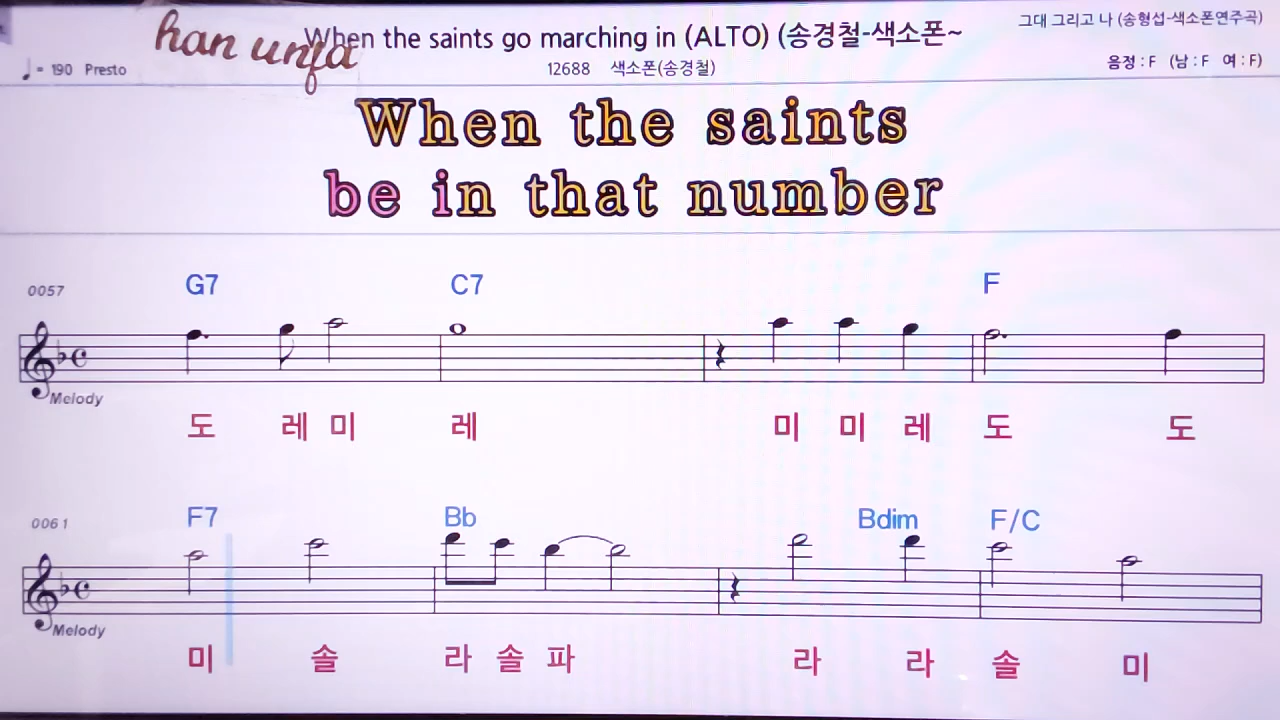 han unfa
When the saints go marching in (ALTO) (송경철-색소폰~
그대 그리고 나 (송형섭-색소폰연주곡)
♩= 190 Presto
12688 색소폰(송경철)
음정 : F (남 : F 여 : F)
When the saints
be in that number
0057 G7 C7 F
Melody
도 레 미 레 미 미 레 도 도
0061 F7 Bb Bdim F/C
Melody
미 솔 라 솔 파 라 라 솔 미